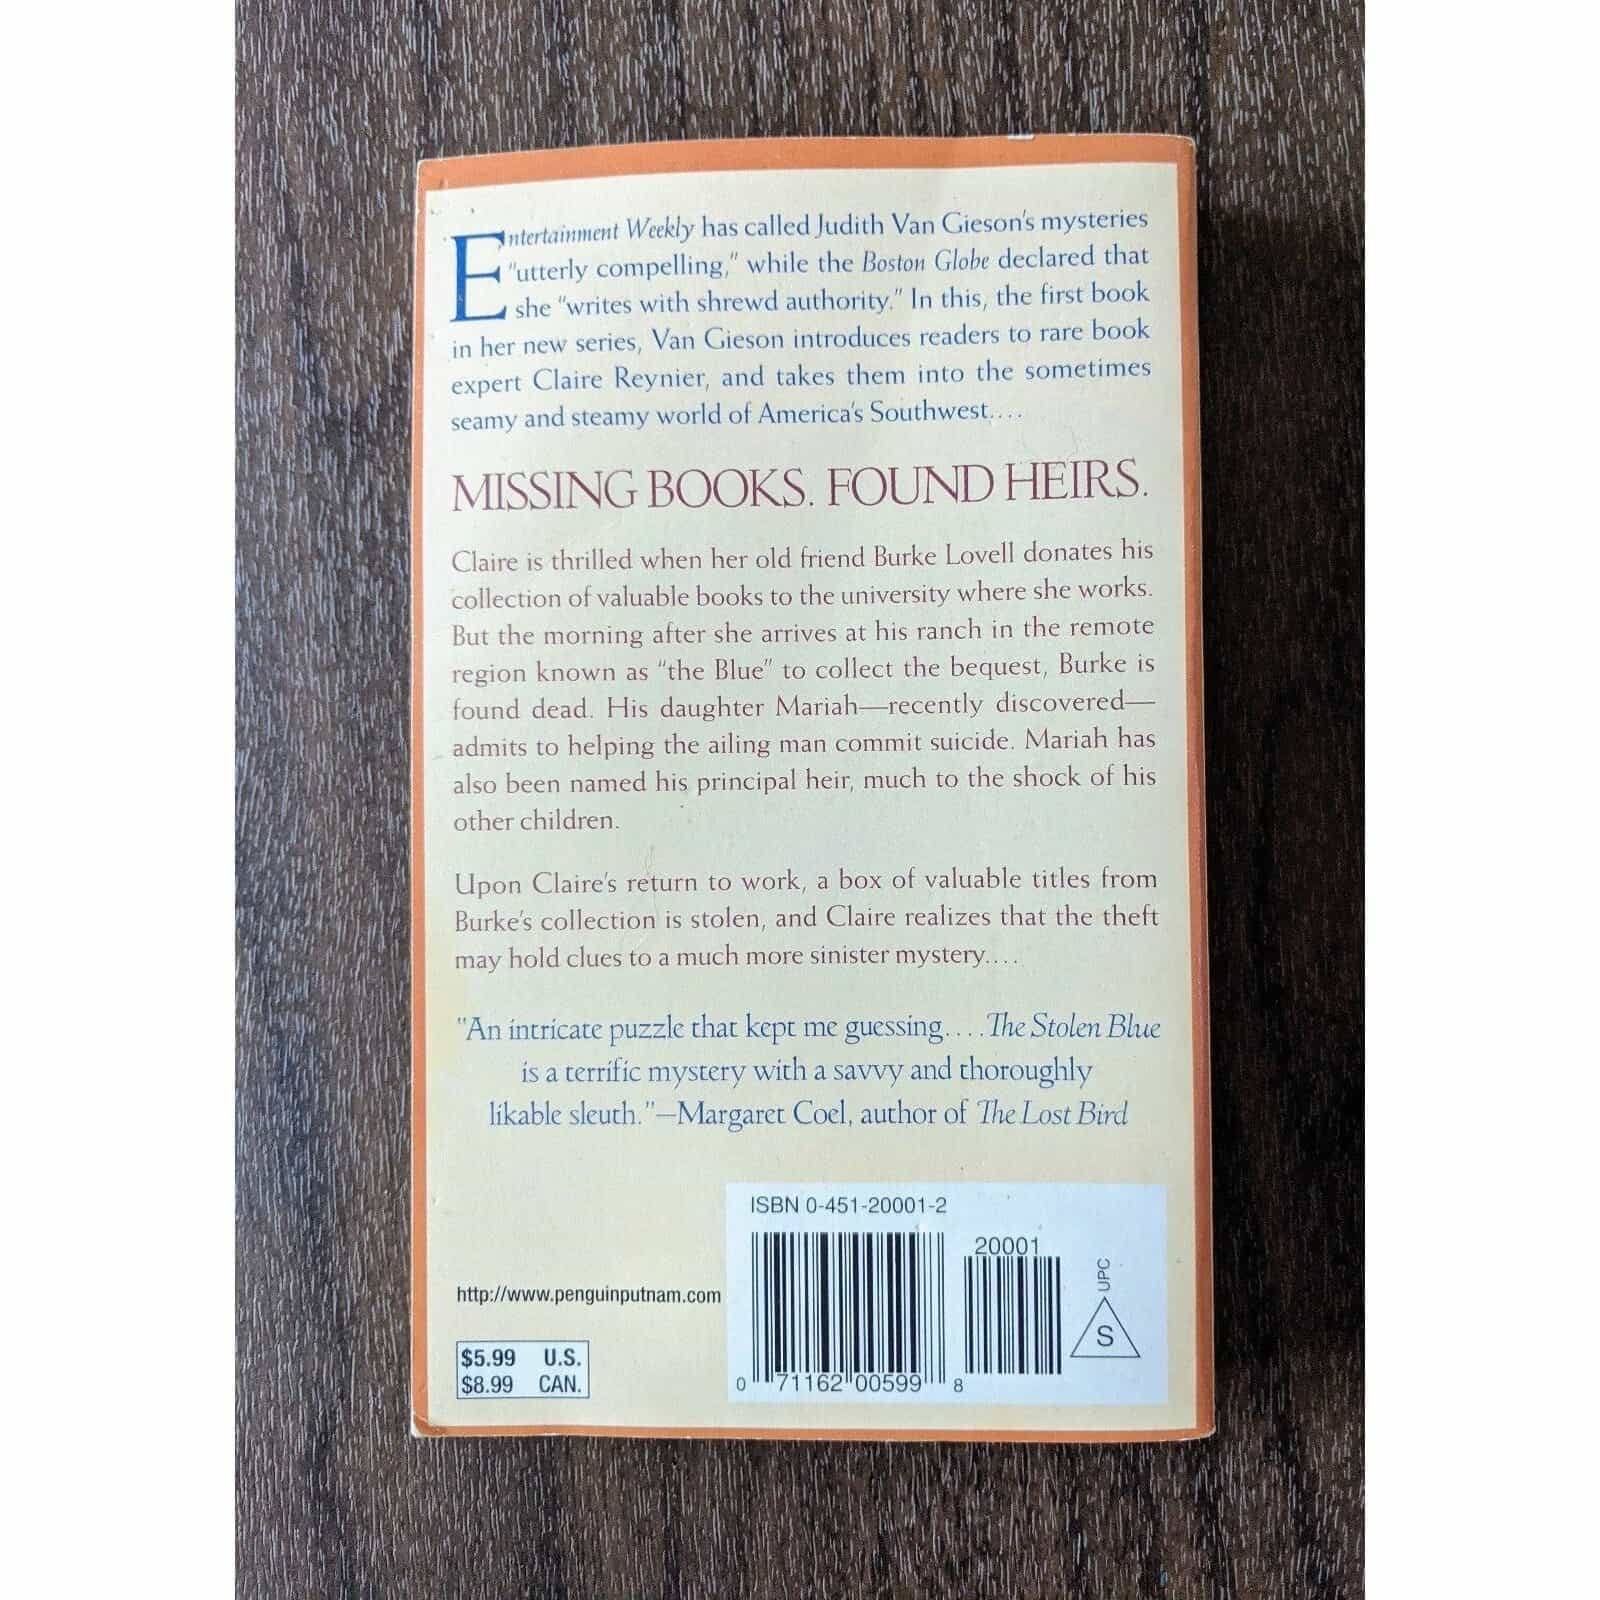 Entertainment Weekly has called Judith Van Gieson's mysteries
"utterly compelling," while the Boston Globe declared that
she "writes with shrewd authority." In this, the first book
in her new series, Van Gieson introduces readers to rare book
expert Claire Reynier, and takes them into the sometimes
seamy and steamy world of America's Southwest....
MISSING BOOKS. FOUND HEIRS.
Claire is thrilled when her old friend Burke Lovell donates his
collection of valuable books to the university where she works.
But the morning after she arrives at his ranch in the remote
region known as "the Blue" to collect the bequest, Burke is
found dead. His daughter Mariah—recently discovered—
admits to helping the ailing man commit suicide. Mariah has
also been named his principal heir, much to the shock of his
other children.
Upon Claire's return to work, a box of valuable titles from
Burke's collection is stolen, and Claire realizes that the theft
may hold clues to a much more sinister mystery....
"An intricate puzzle that kept me guessing....The Stolen Blue
is a terrific mystery with a savvy and thoroughly
likable sleuth."—Margaret Coel, author of The Lost Bird
ISBN 0-451-20001-2
20001
UPC
S
0 71162 00599 8
http://www.penguinputnam.com
$5.99 U.S.
$8.99 CAN.